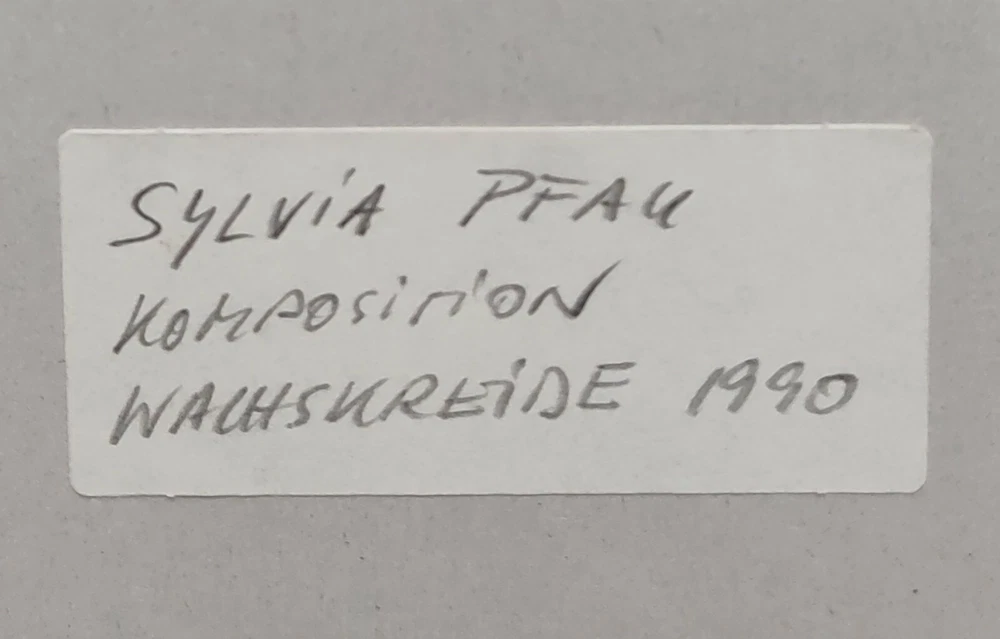 SYLViA PFAU
KOMPOSiTiON
WACHSKREiDE 1990